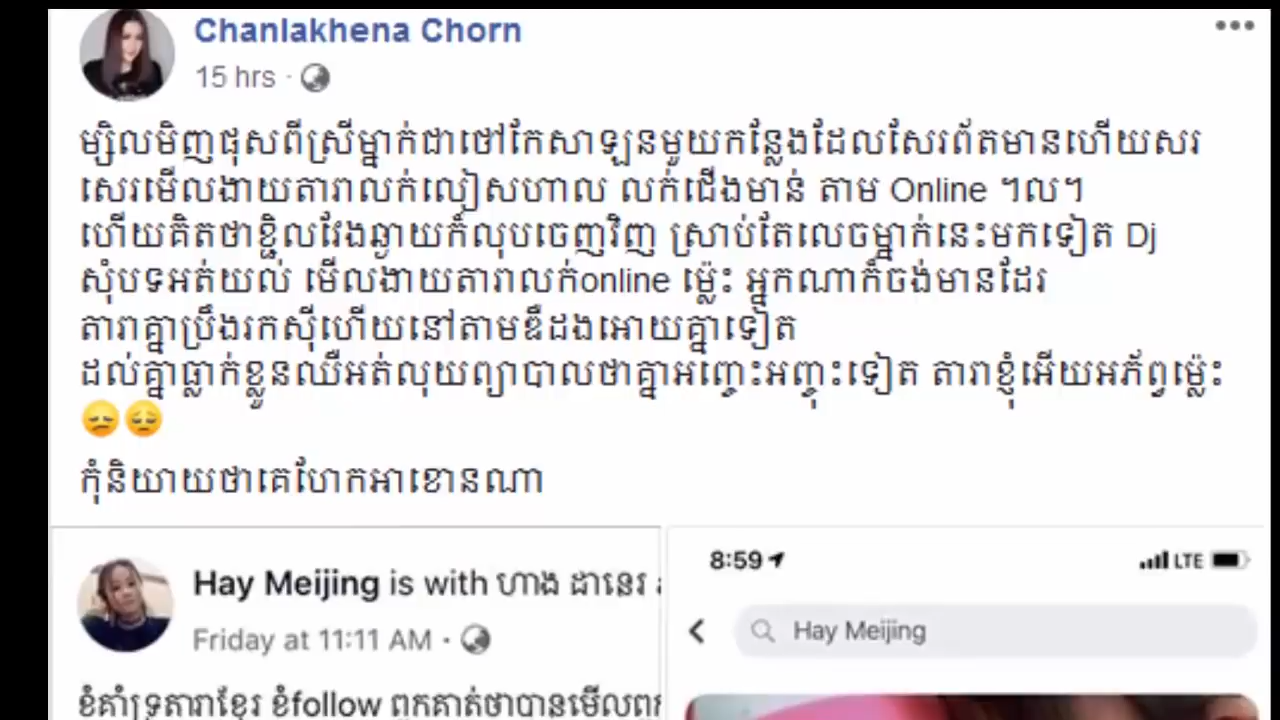 Chanlakhena Chorn
15 hrs ·
ម្សិលមិញផុសពីស្រីម្នាក់ជាថៅកែសាឡនមួយកន្លែងដែលសែរព័តមានហើយសរ
សេរមើលងាយតារាលក់លៀសហាល លក់ជើងមាន់ តាម Online ។ល។
ហើយគិតថាខ្ជិលវែងឆ្ងាយក៏លុបចេញវិញ ស្រាប់តែលេចម្នាក់នេះមកទៀត Dj
សុំបទអត់យល់ មើលងាយតារាលក់online ម្ល៉េះ អ្នកណាក៏ចង់មានដែរ
តារាគ្នាប្រឹងរកស៊ីហើយនៅតាមឌឺដងអោយគ្នាទៀត
ដល់គ្នាធ្លាក់ខ្លួនឈឺអត់លុយព្យាបាលថាគ្នាអញ្ចេះអញ្ចុះទៀត តារាខ្ញុំអើយអភ័ព្វម្ល៉េះ
😞😔
កុំនិយាយថាគេហែកអាខោនណា
Hay Meijing is with ហាង ដានេរ
Friday at 11:11 AM ·
ខំគាំទ្រតារាខ្មែរ ខំfollow ពួកគាត់ថាបានមើលពួក
8:59
LTE
Hay Meijing